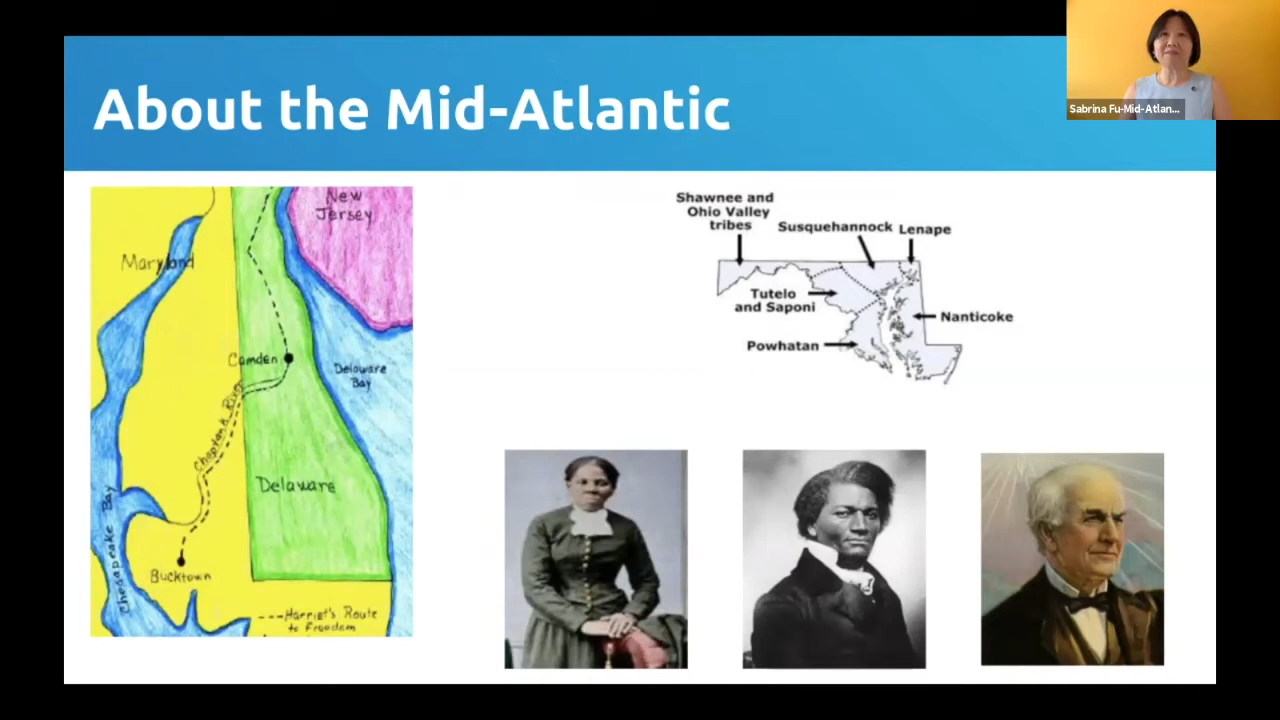 About the Mid-Atlantic
Sabrina Fu-Mid-Atlan...
New
Jersey
Maryland
Camden
Delaware
Bay
Choptank River
Delaware
Chesapeake Bay
Bucktown
---Harriet's Route
to Freedom
Shawnee and
Ohio Valley
tribes
Susquehannock
Lenape
Tutelo
and Saponi
Nanticoke
Powhatan